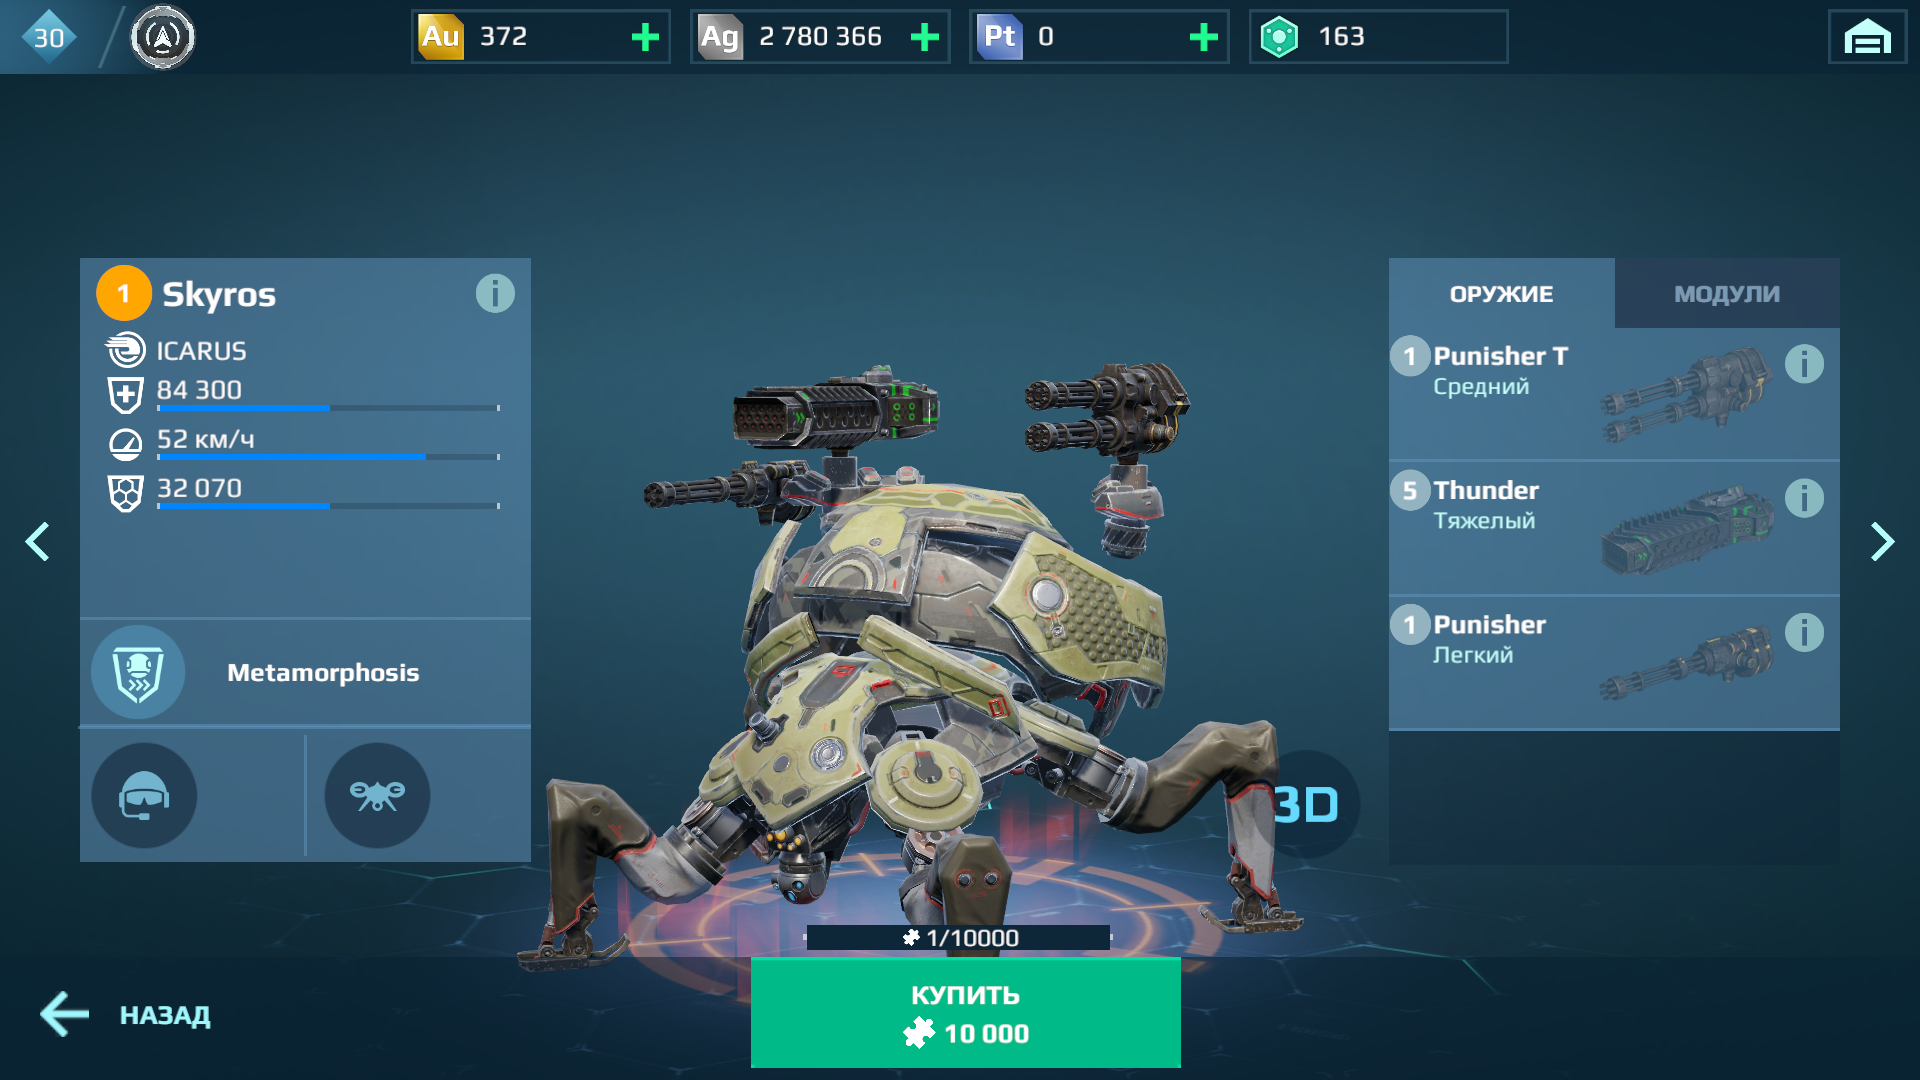 30
Au 372
Ag 2 780 366
Pt 0
163
1 Skyros
ICARUS
84 300
52 км/ч
32 070
Metamorphosis
ОРУЖИЕ
МОДУЛИ
1 Punisher T
Средний
5 Thunder
Тяжелый
1 Punisher
Легкий
3D
1/10000
КУПИТЬ
10 000
НАЗАД